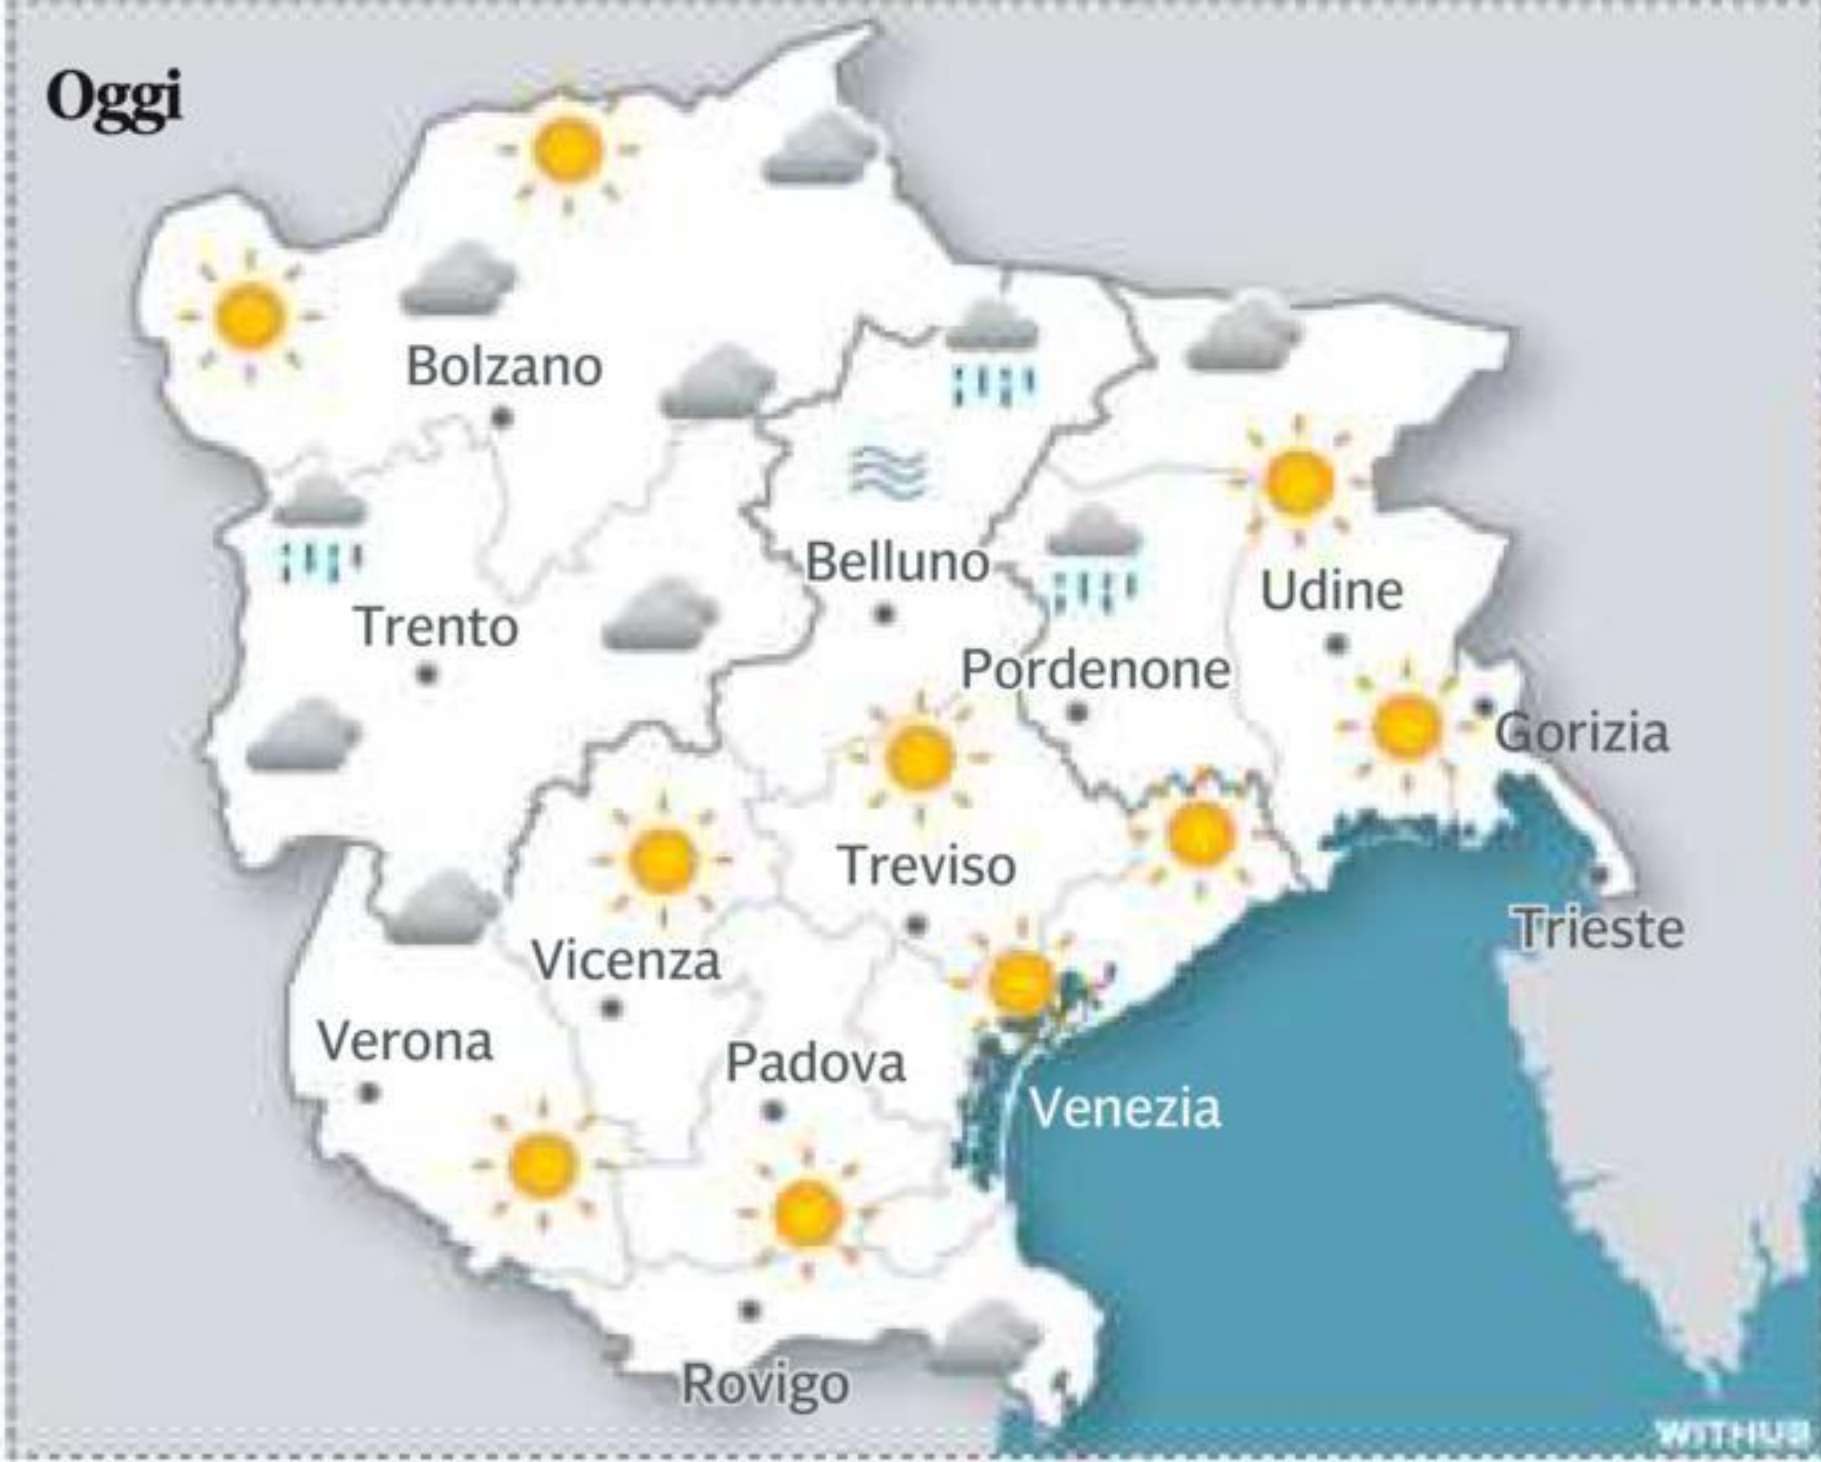 Oggi
Bolzano
Belluno
Udine
Trento
Pordenone
Gorizia
Treviso
Trieste
Vicenza
Verona
Padova
Venezia
Rovigo
WITHUB